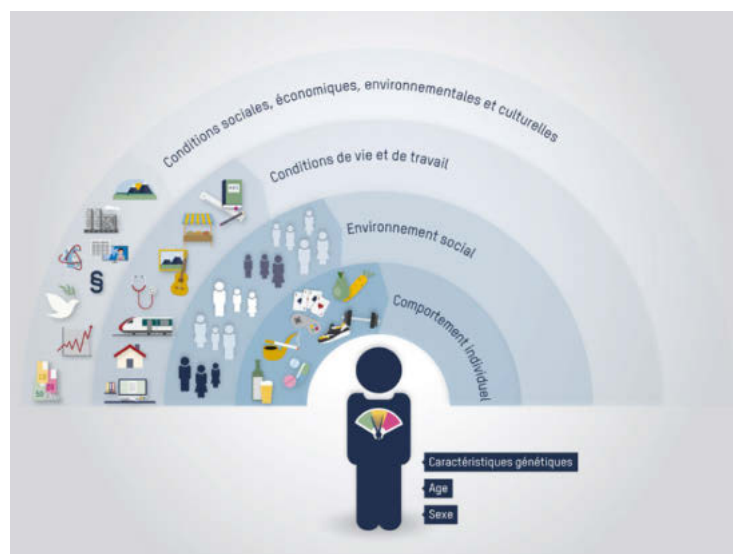 Conditions sociales, économiques, environnementales et culturelles
Conditions de vie et de travail
Environnement social
Comportement individuel
§
50
Caractéristiques génétiques
Age
Sexe